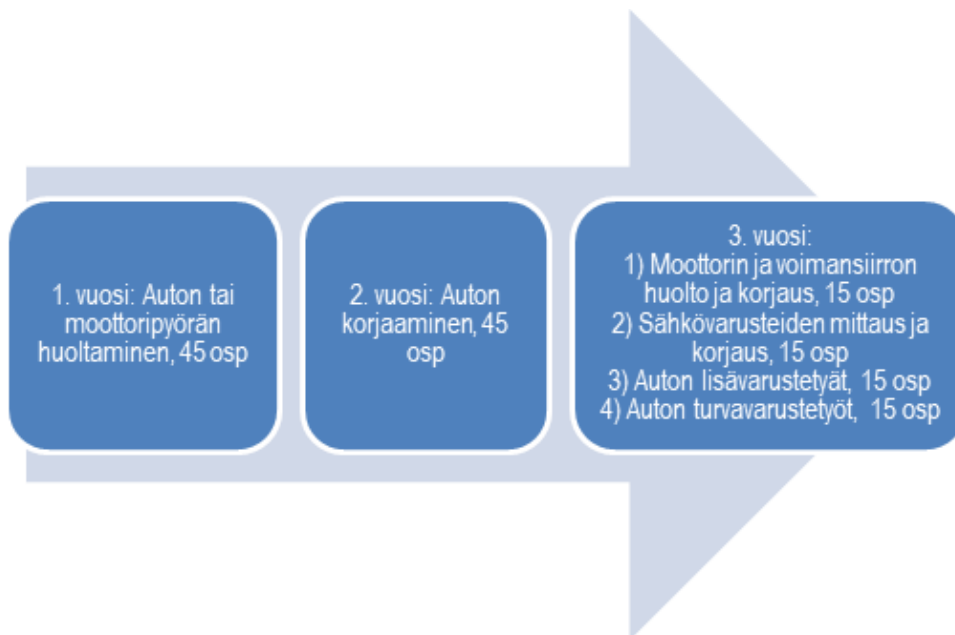 1. vuosi: Auton tai
moottoripyörän
huoltaminen, 45 osp
2. vuosi: Auton
korjaaminen, 45
osp
3. vuosi:
1) Moottorin ja voimansiirron
huolto ja korjaus, 15 osp
2) Sähkövarusteiden mittaus ja
korjaus, 15 osp
3) Auton lisävarustetyät, 15 osp
4) Auton turvavarustetyöt, 15 osp